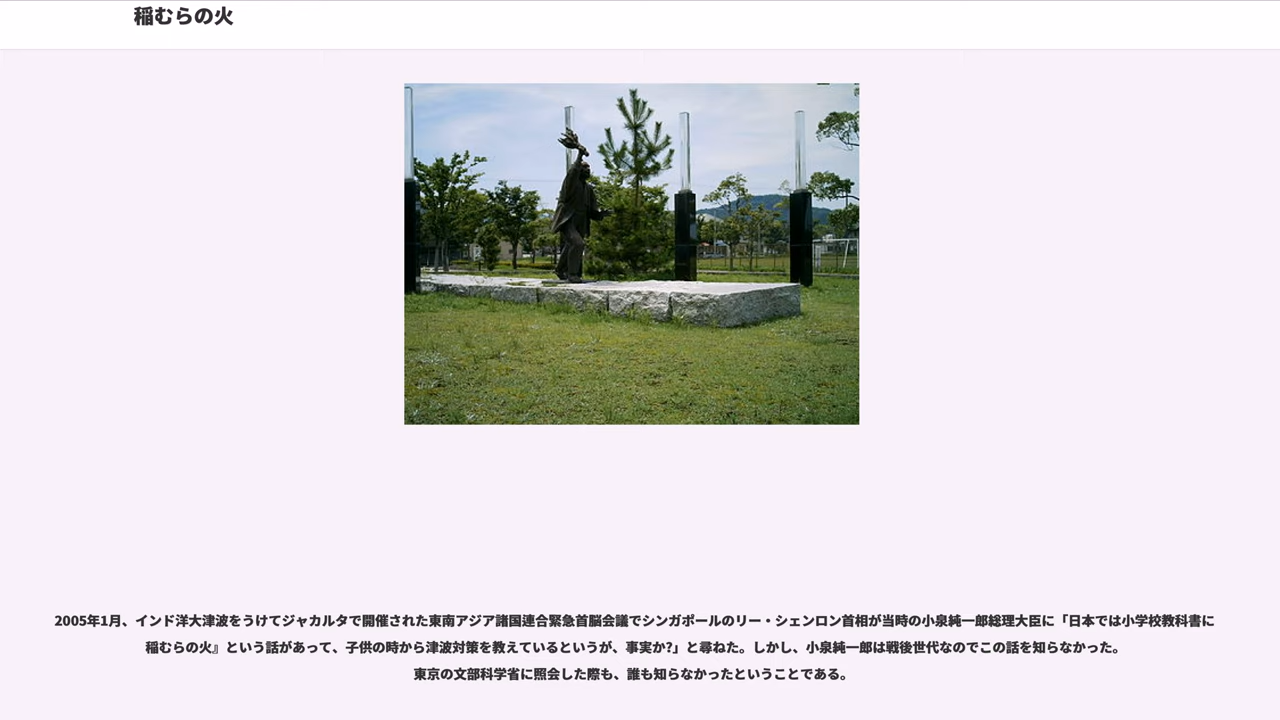 稲むらの火
2005年1月、インド洋大津波をうけてジャカルタで開催された東南アジア諸国連合緊急首脳会議でシンガポールのリー・シェンロン首相が当時の小泉純一郎総理大臣に「日本では小学校教科書に
稲むらの火』という話があって、子供の時から津波対策を教えているというが、事実か?」と尋ねた。しかし、小泉純一郎は戦後世代なのでこの話を知らなかった。
東京の文部科学省に照会した際も、誰も知らなかったということである。